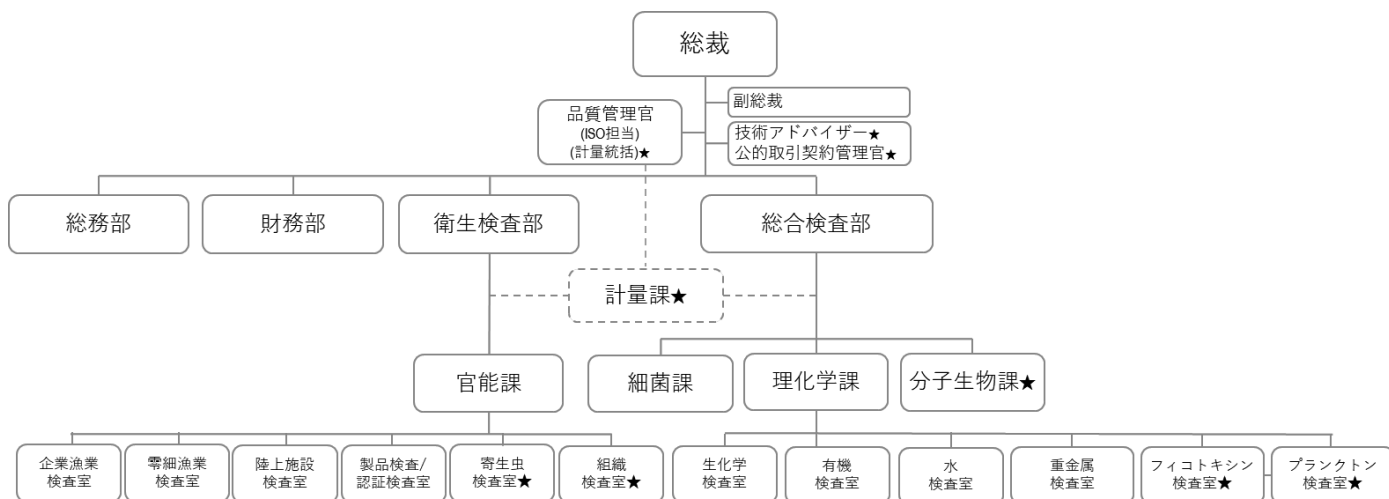 総裁
副総裁
品質管理官
(ISO担当)
(計量統括)★
技術アドバイザー★
公的取引契約管理官★
総務部
財務部
衛生検査部
総合検査部
計量課★
官能課
細菌課
理化学課
分子生物課★
企業漁業
検査室
零細漁業
検査室
陸上施設
検査室
製品検査/
認証検査室
寄生虫
検査室★
組織
検査室★
生化学
検査室
有機
検査室
水
検査室
重金属
検査室
フィコトキシン
検査室★
プランクトン
検査室★